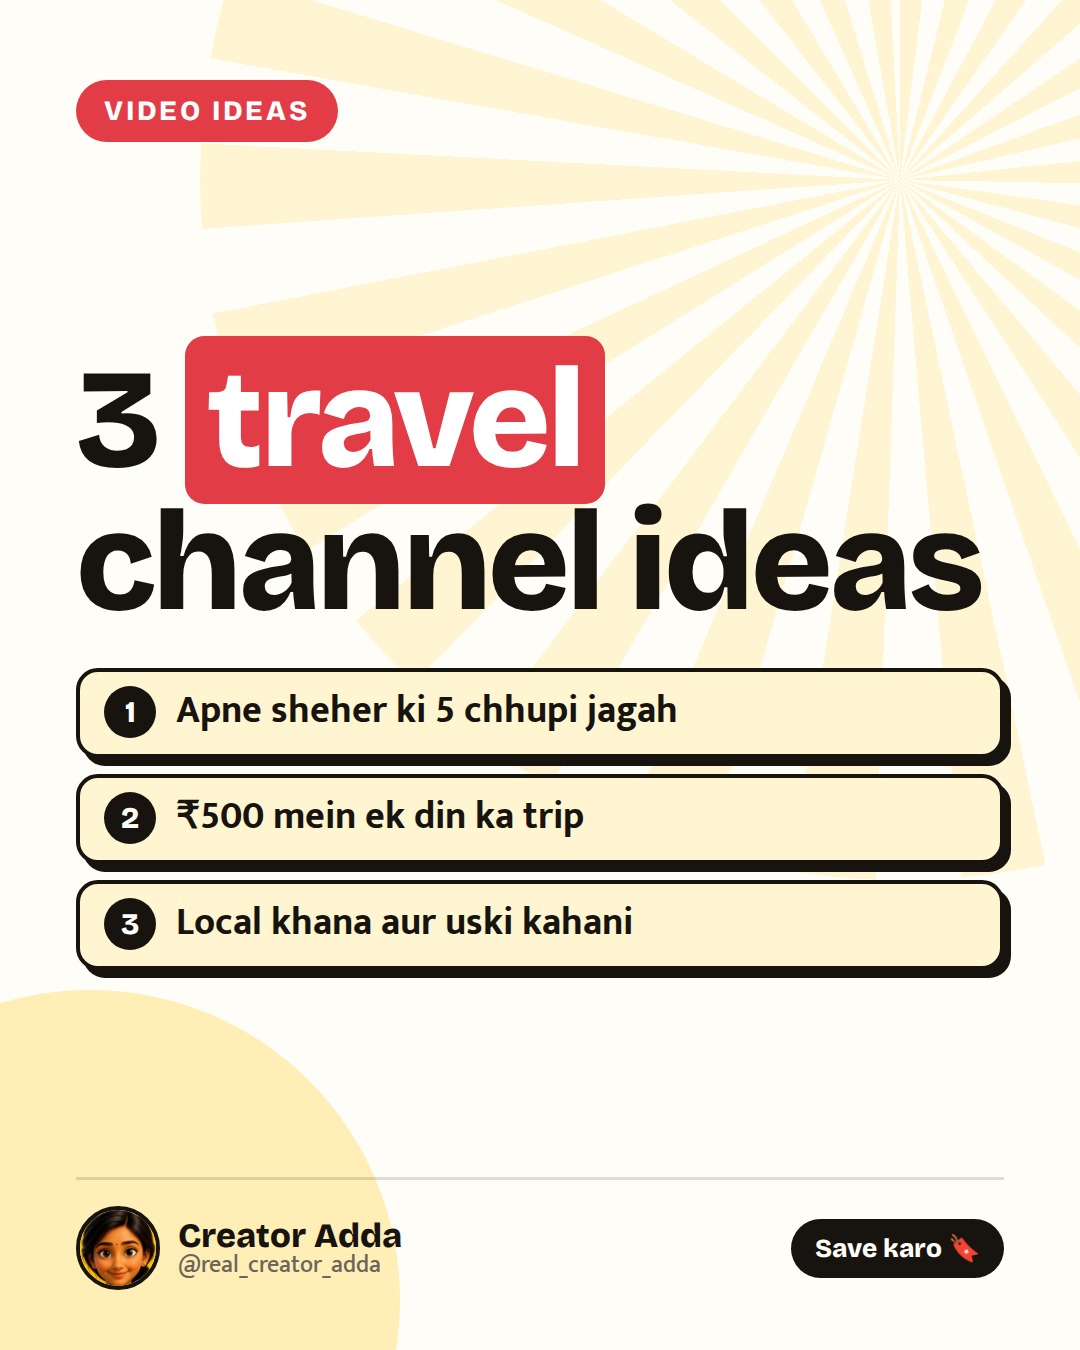 VIDEO IDEAS
3 travel
channel ideas
1 Apne sheher ki 5 chhupi jagah
2 ₹500 mein ek din ka trip
3 Local khana aur uski kahani
Creator Adda
@real_creator_adda
Save karo 🔖